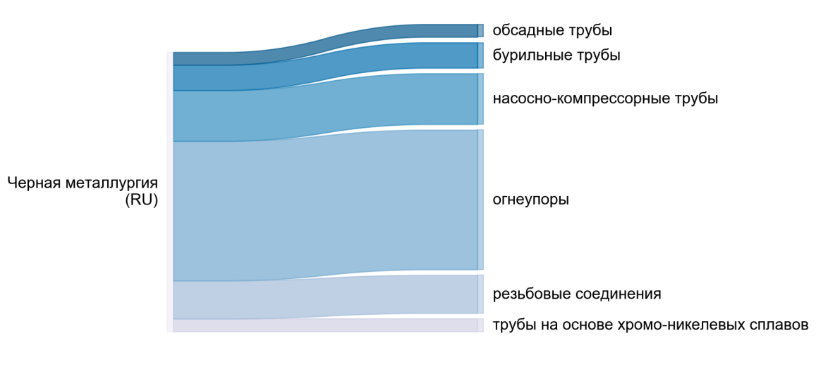 обсадные трубы
бурильные трубы
насосно-компрессорные трубы
Черная металлургия
(RU)
огнеупоры
резьбовые соединения
трубы на основе хромо-никелевых сплавов